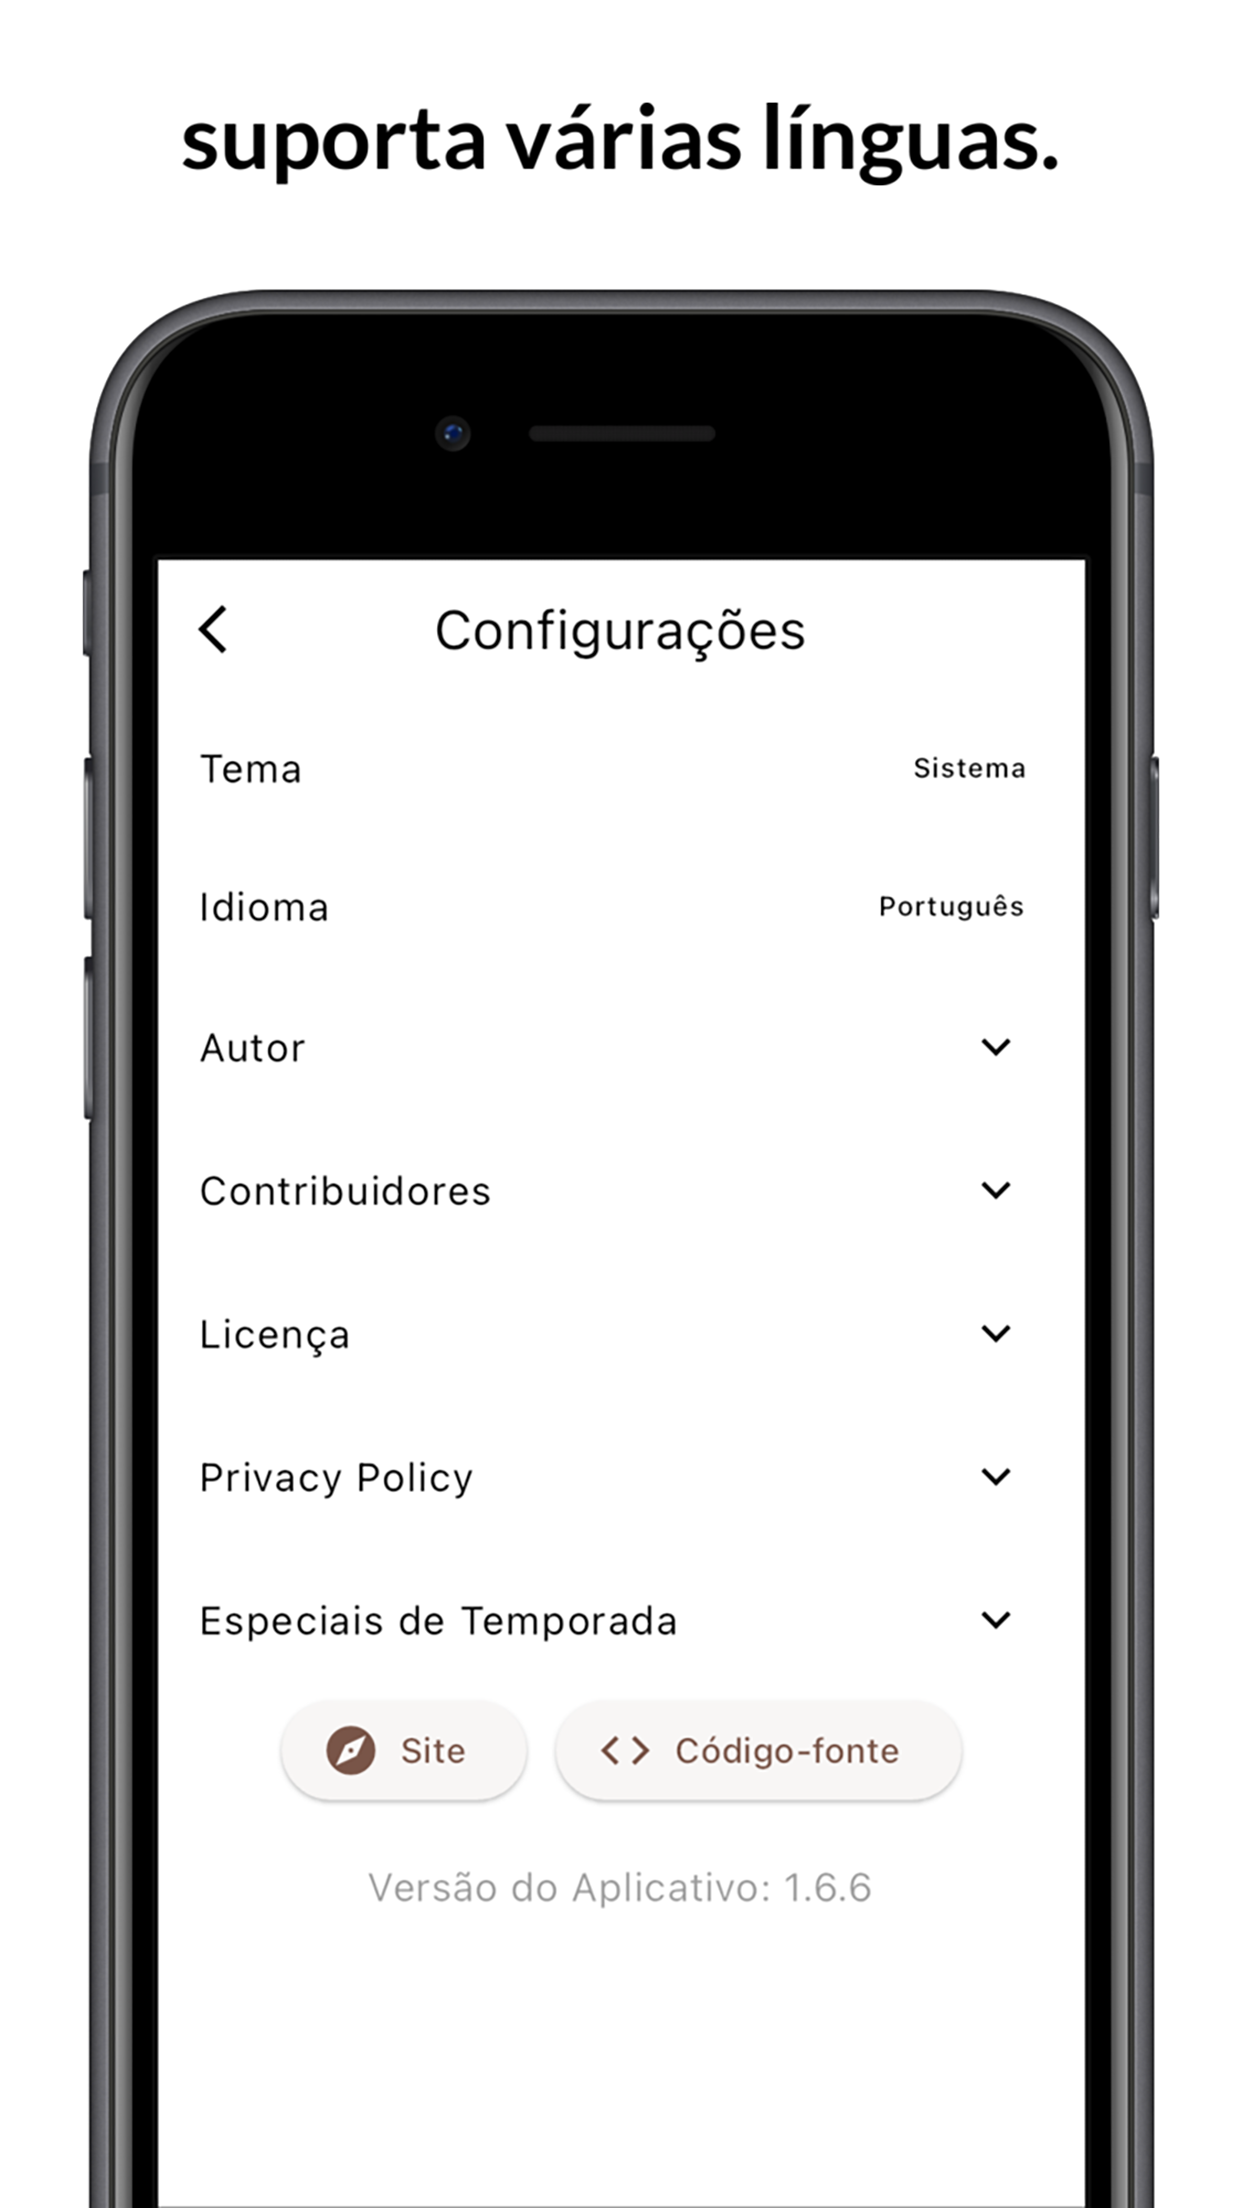 suporta várias línguas.
Configurações
Tema Sistema
Idioma Português
Autor
Contribuidores
Licença
Privacy Policy
Especiais de Temporada
Site Código-fonte
Versão do Aplicativo: 1.6.6